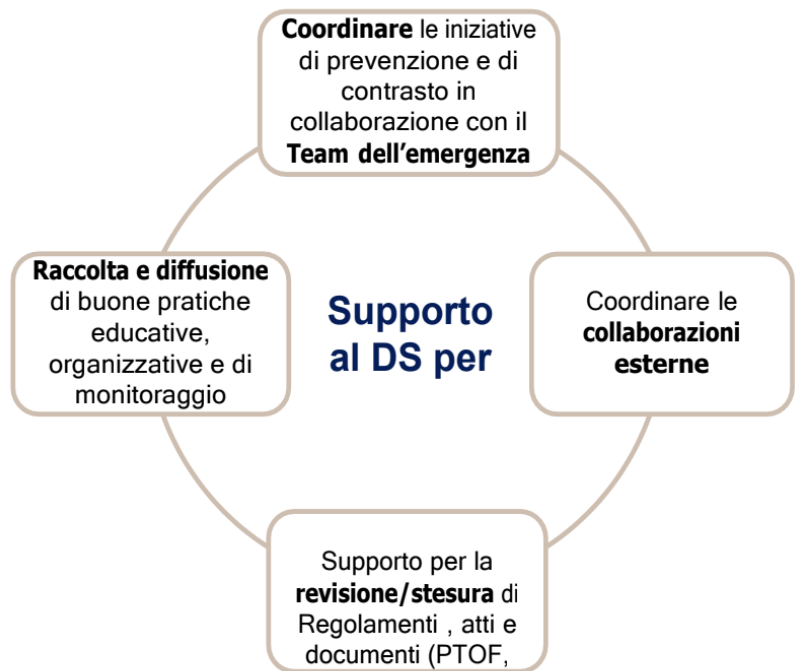 Coordinare le iniziative
di prevenzione e di
contrasto in
collaborazione con il
Team dell'emergenza
Raccolta e diffusione
di buone pratiche
educative,
organizzative e di
monitoraggio
Supporto
al DS per
Coordinare le
collaborazioni
esterne
Supporto per la
revisione/stesura di
Regolamenti , atti e
documenti (PTOF,